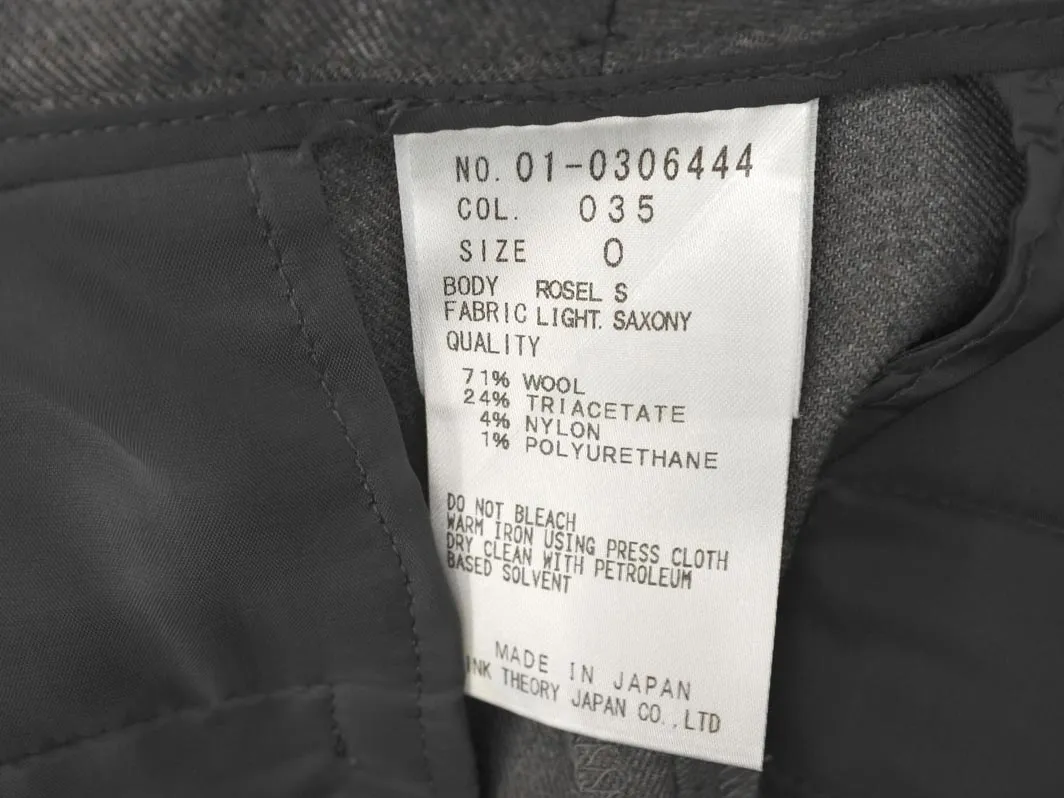 NO. 01-0306444
COL. 035
SIZE 0
BODY ROSEL S
FABRIC LIGHT. SAXONY
QUALITY
71% WOOL
24% TRIACETATE
4% NYLON
1% POLYURETHANE
DO NOT BLEACH
WARM IRON USING PRESS CLOTH
DRY CLEAN WITH PETROLEUM
BASED SOLVENT
MADE IN JAPAN
INK THEORY JAPAN CO.,LTD